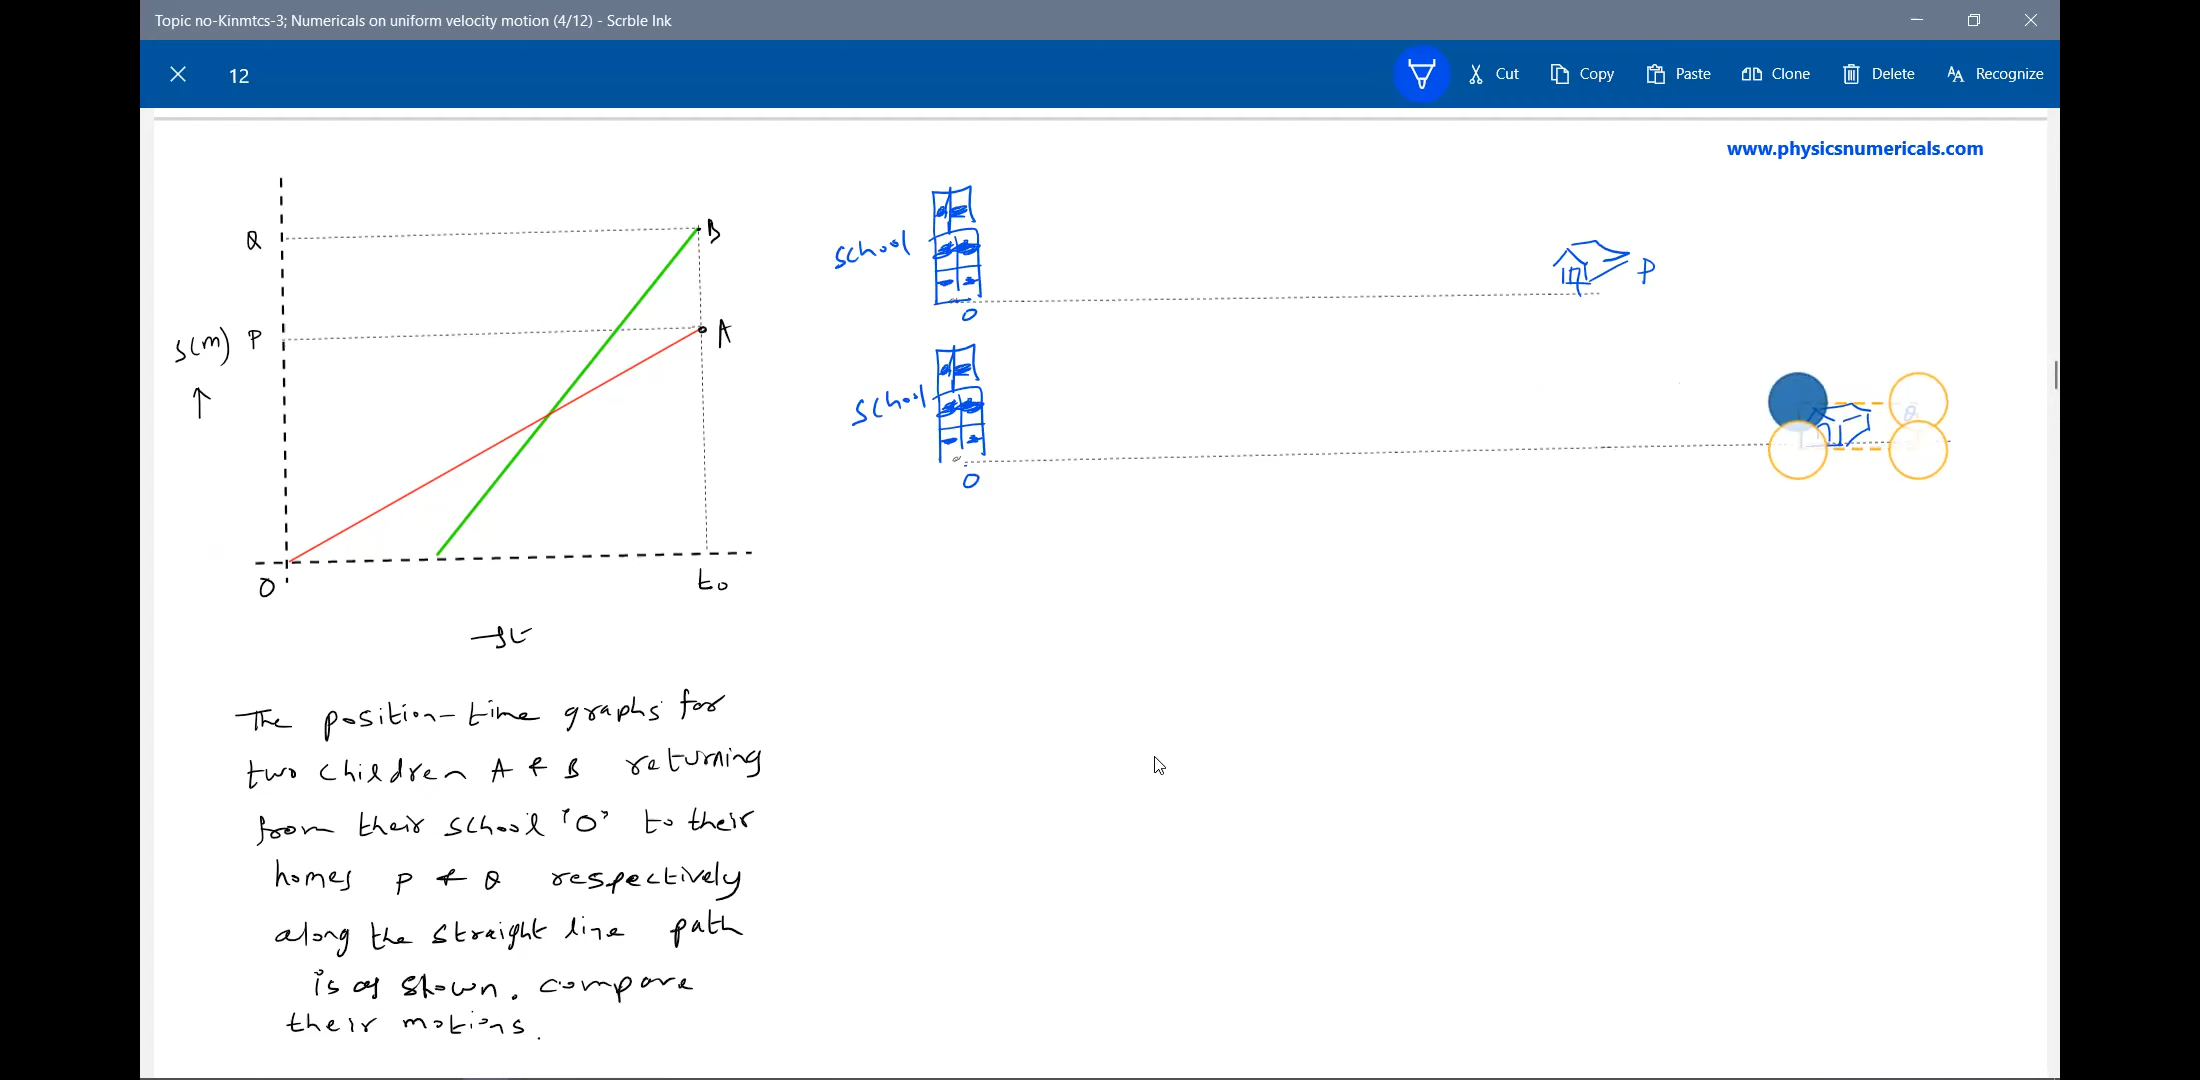 Topic no-Kinmtcs-3; Numericals on uniform velocity motion (4/12) - Scrble Ink
12
Cut
Copy
Paste
Clone
Delete
Recognize
www.physicsnumericals.com
Q
B
S(m)
P
A
O
to
→t
The position-time graphs for
two children A & B returning
from their school 'O' to their
homes P & Q respectively
along the straight line path
is as shown. compare
their motions.
school
P
O
school
Q
O